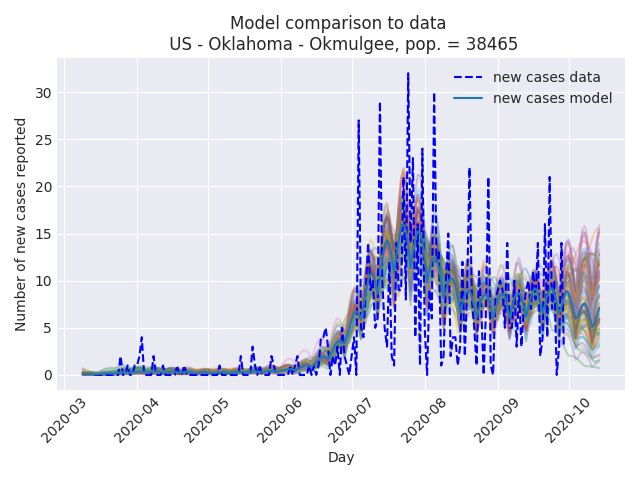 Model comparison to data
US - Oklahoma - Okmulgee, pop. = 38465
new cases data
new cases model
Number of new cases reported
30
25
20
15
10
5
0
2020-03
2020-04
2020-05
2020-06
2020-07
2020-08
2020-09
2020-10
Day